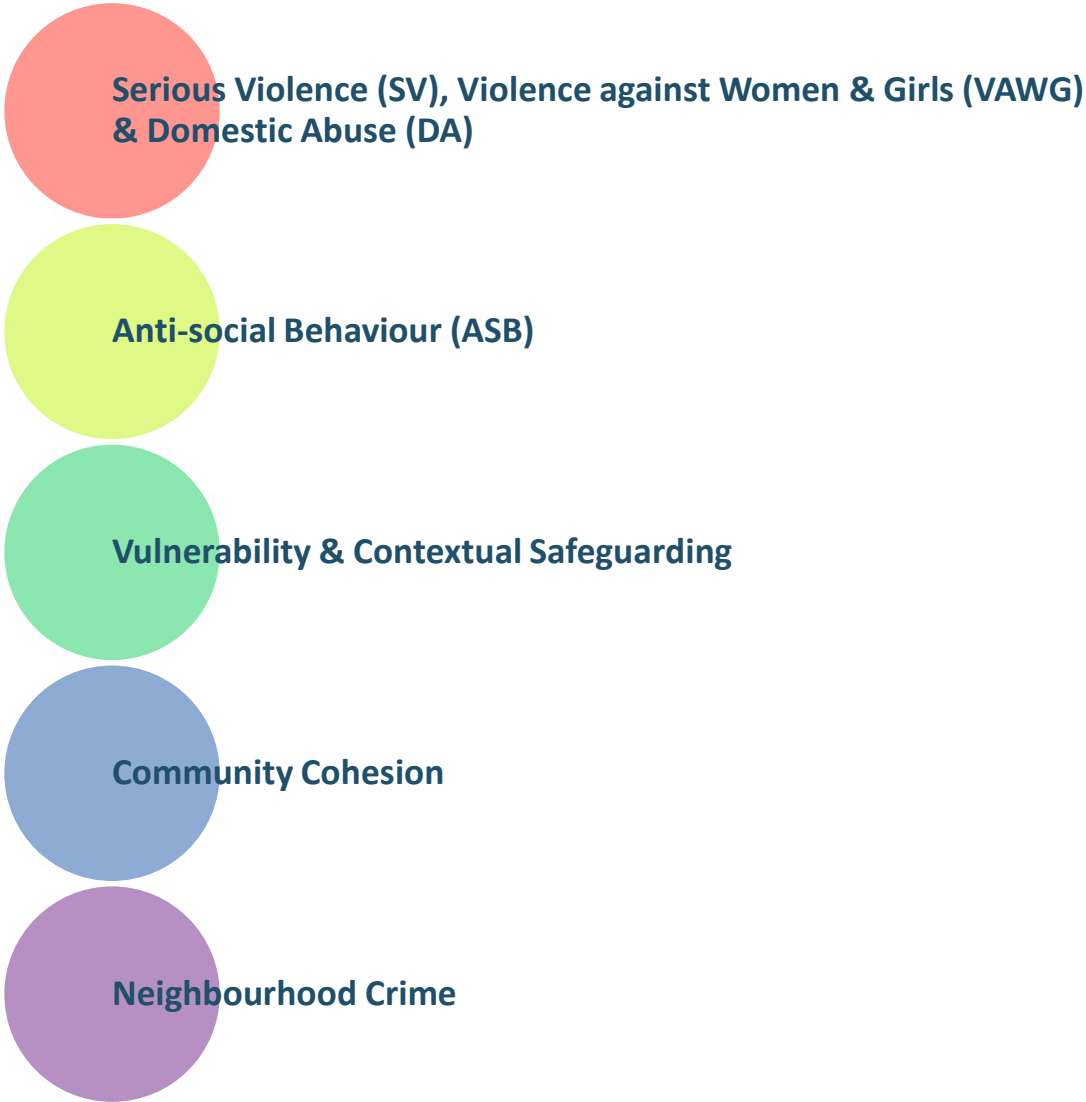 Serious Violence (SV), Violence against Women & Girls (VAWG)
& Domestic Abuse (DA)
Anti-social Behaviour (ASB)
Vulnerability & Contextual Safeguarding
Community Cohesion
Neighbourhood Crime